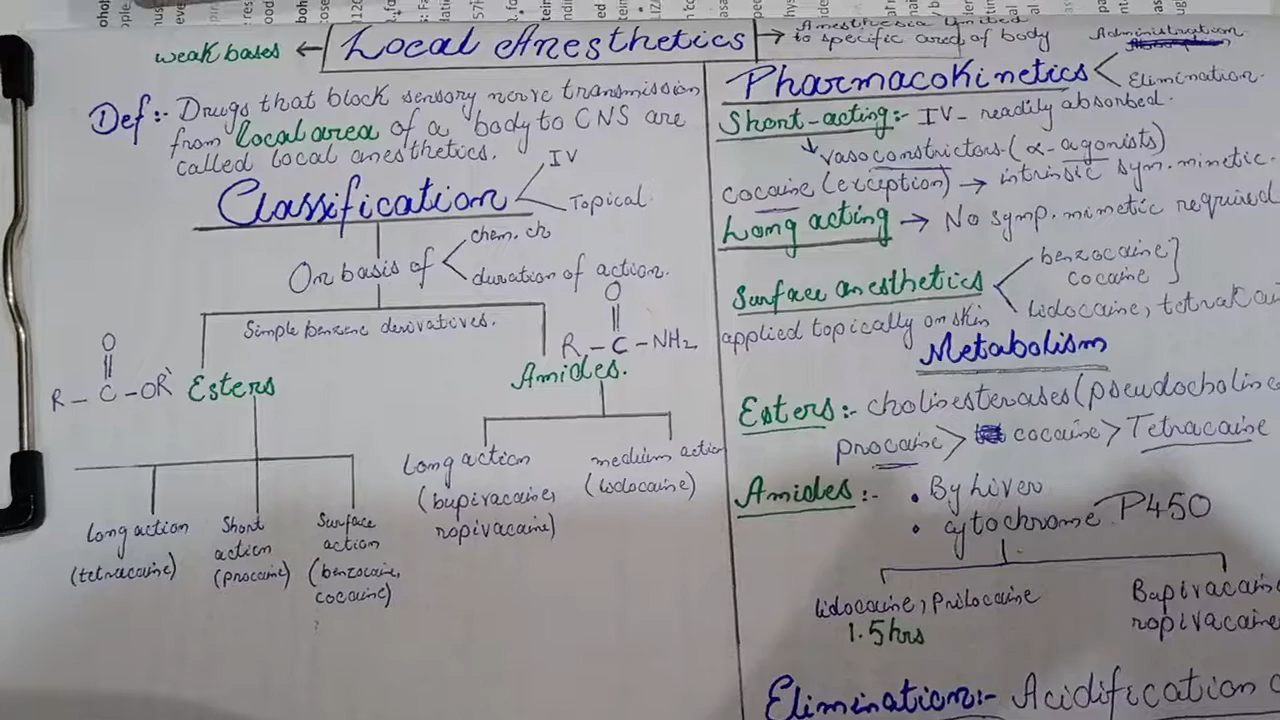 Local Anesthetics
weak bases ←
→ Anesthesia limited
to specific area of body
Def:- Drugs that block sensory nerve transmission
from local area of a body to CNS are
called local anesthetics.
Classification
IV
Topical
On basis of
chem. ch
duration of action.
Simple benzene derivatives.
O
R - C - OR`
Esters
O
R - C - NH2
Amides.
Long action
(tetracaine)
Short
action
(procaine)
Surface
action
(benzocaine,
cocaine)
Long action
(bupivacaine,
ropivacaine)
medium action
(lidocaine)
Pharmacokinetics
Administration
Elimination.
Short-acting:- IV- readily absorbed.
↓ vasoconstrictors (α-agonists)
cocaine (exception) → intrinsic sym. mimetic.
Long acting → No symp. mimetic required
Surface anesthetics
benzocaine
cocaine
lidocaine, tetrak
applied topically on skin
Metabolism
Esters:- cholinesterases (pseudocholine
procaine > cocaine > Tetracaine
Amides:- • By liver
• cytochrome P450
lidocaine, Prilocaine
1.5hrs
Bupivacain
ropivacaine
Elimination:- Acidification